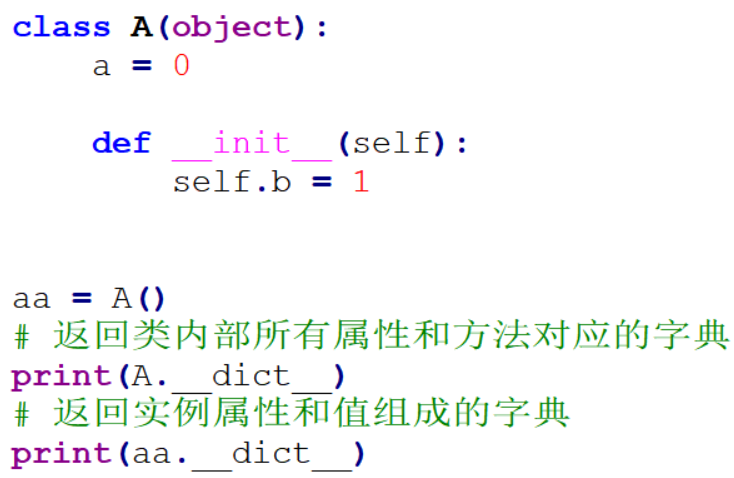 class A(object):
    a = 0
    def __init__(self):
        self.b = 1
aa = A()
# 返回类内部所有属性和方法对应的字典
print(A.__dict__)
# 返回实例属性和值组成的字典
print(aa.__dict__)